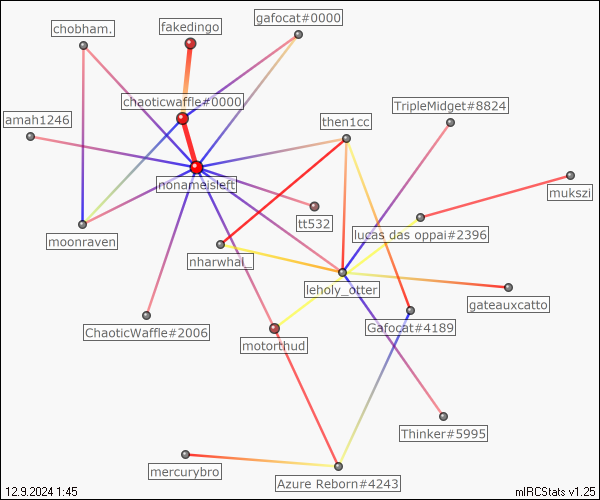 gafocat#0000
chobham.
fakedingo
chaoticwaffle#0000
TripleMidget#8824
amah1246
then1cc
nonameisleft
mukszi
tt532
lucas das oppai#2396
moonraven
nharwhal_
leholy_otter
gateauxcatto
ChaoticWaffle#2006
Gafocat#4189
motorthud
Thinker#5995
mercurybro
Azure Reborn#4243
12.9.2024 1:45
mIRCStats v1.25